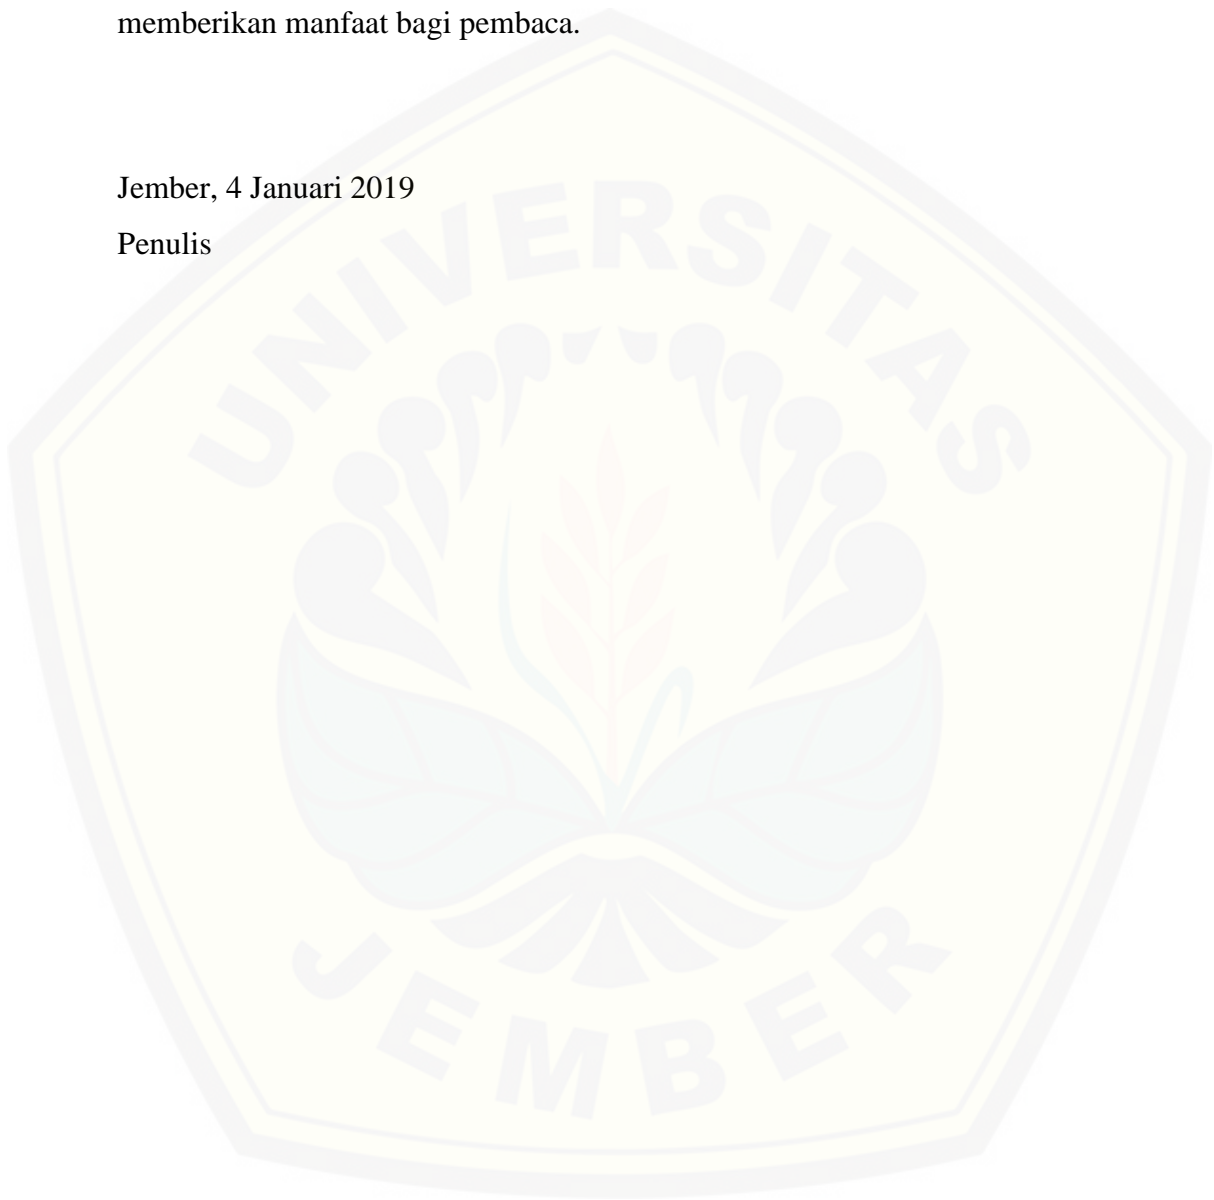 memberikan manfaat bagi pembaca.
Jember, 4 Januari 2019
Penulis
UNIVERSITAS
JEMBER